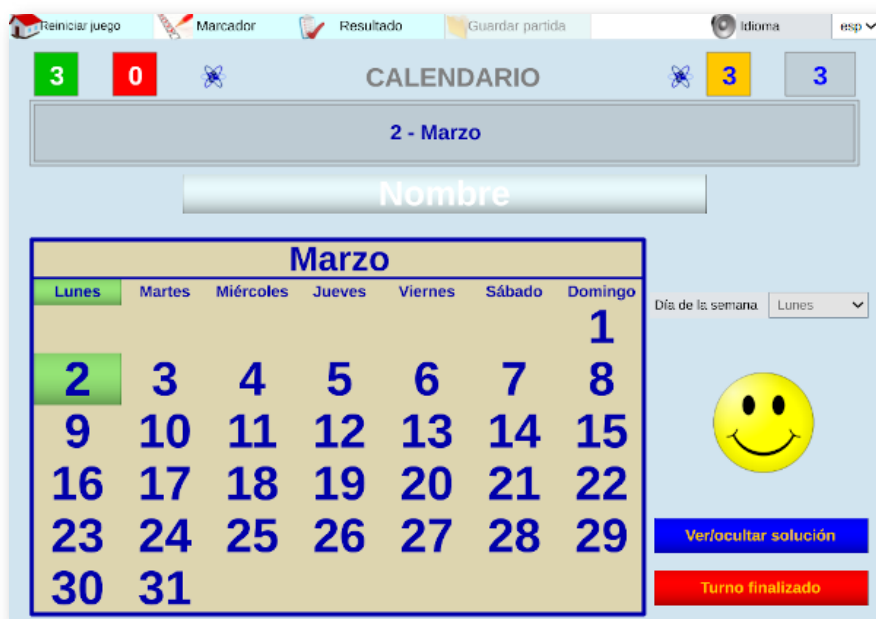 Reiniciar juego Marcador Resultado Guardar partida Idioma esp
3 0 CALENDARIO 3 3
2 - Marzo
Nombre
Marzo
Lunes Martes Miércoles Jueves Viernes Sábado Domingo
1
2 3 4 5 6 7 8
9 10 11 12 13 14 15
16 17 18 19 20 21 22
23 24 25 26 27 28 29
30 31
Día de la semana Lunes
Ver/ocultar solución
Turno finalizado